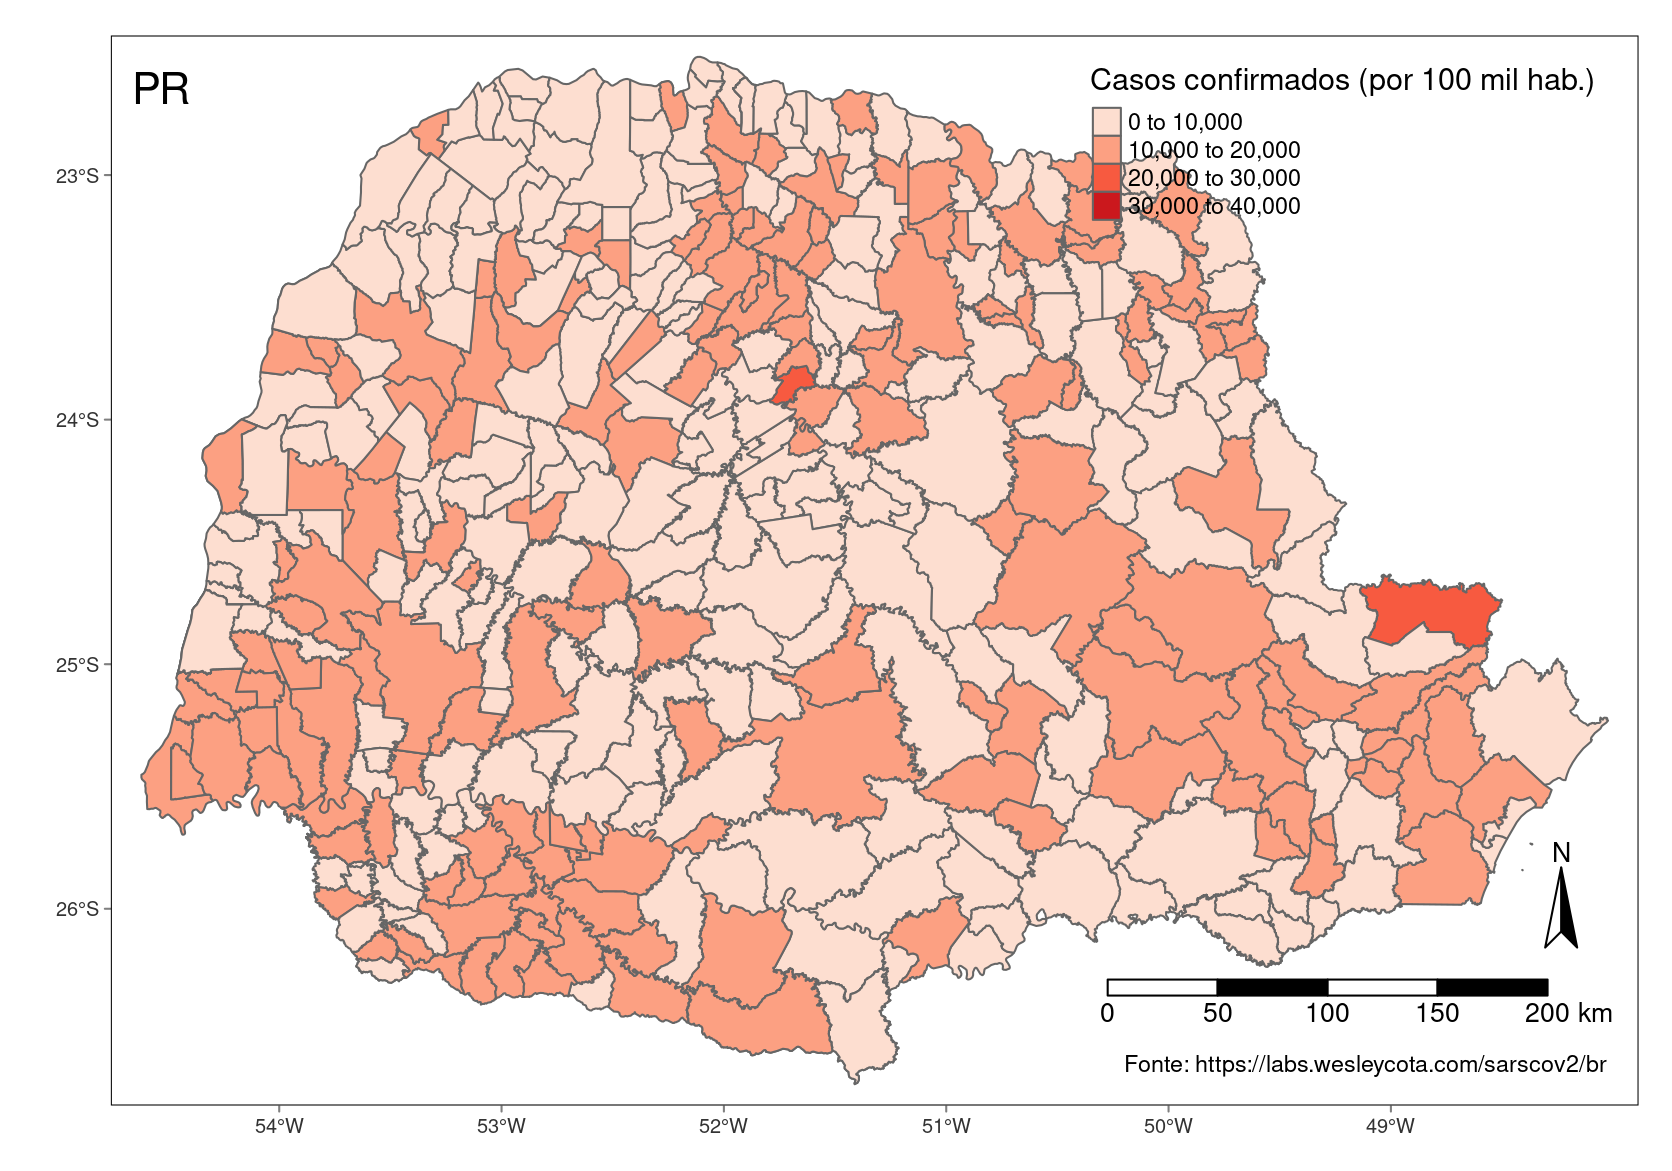 PR
Casos confirmados (por 100 mil hab.)
0 to 10,000
10,000 to 20,000
20,000 to 30,000
30,000 to 40,000
23°S
24°S
25°S
26°S
N
0 50 100 150 200 km
Fonte: https://labs.wesleycota.com/sarscov2/br
54°W 53°W 52°W 51°W 50°W 49°W